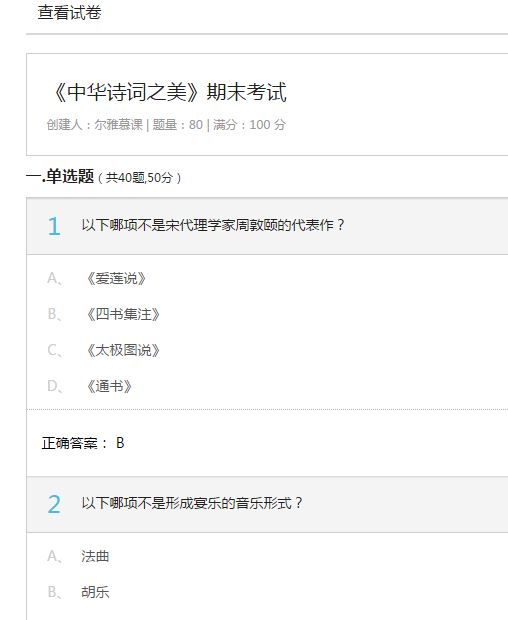 查看试卷
《中华诗词之美》期末考试
创建人：尔雅慕课 | 题量：80 | 满分：100 分
一.单选题（共40题,50分）
1 以下哪项不是宋代理学家周敦颐的代表作？
A、 《爱莲说》
B、 《四书集注》
C、 《太极图说》
D、 《通书》
正确答案： B
2 以下哪项不是形成宴乐的音乐形式？
A、 法曲
B、 胡乐